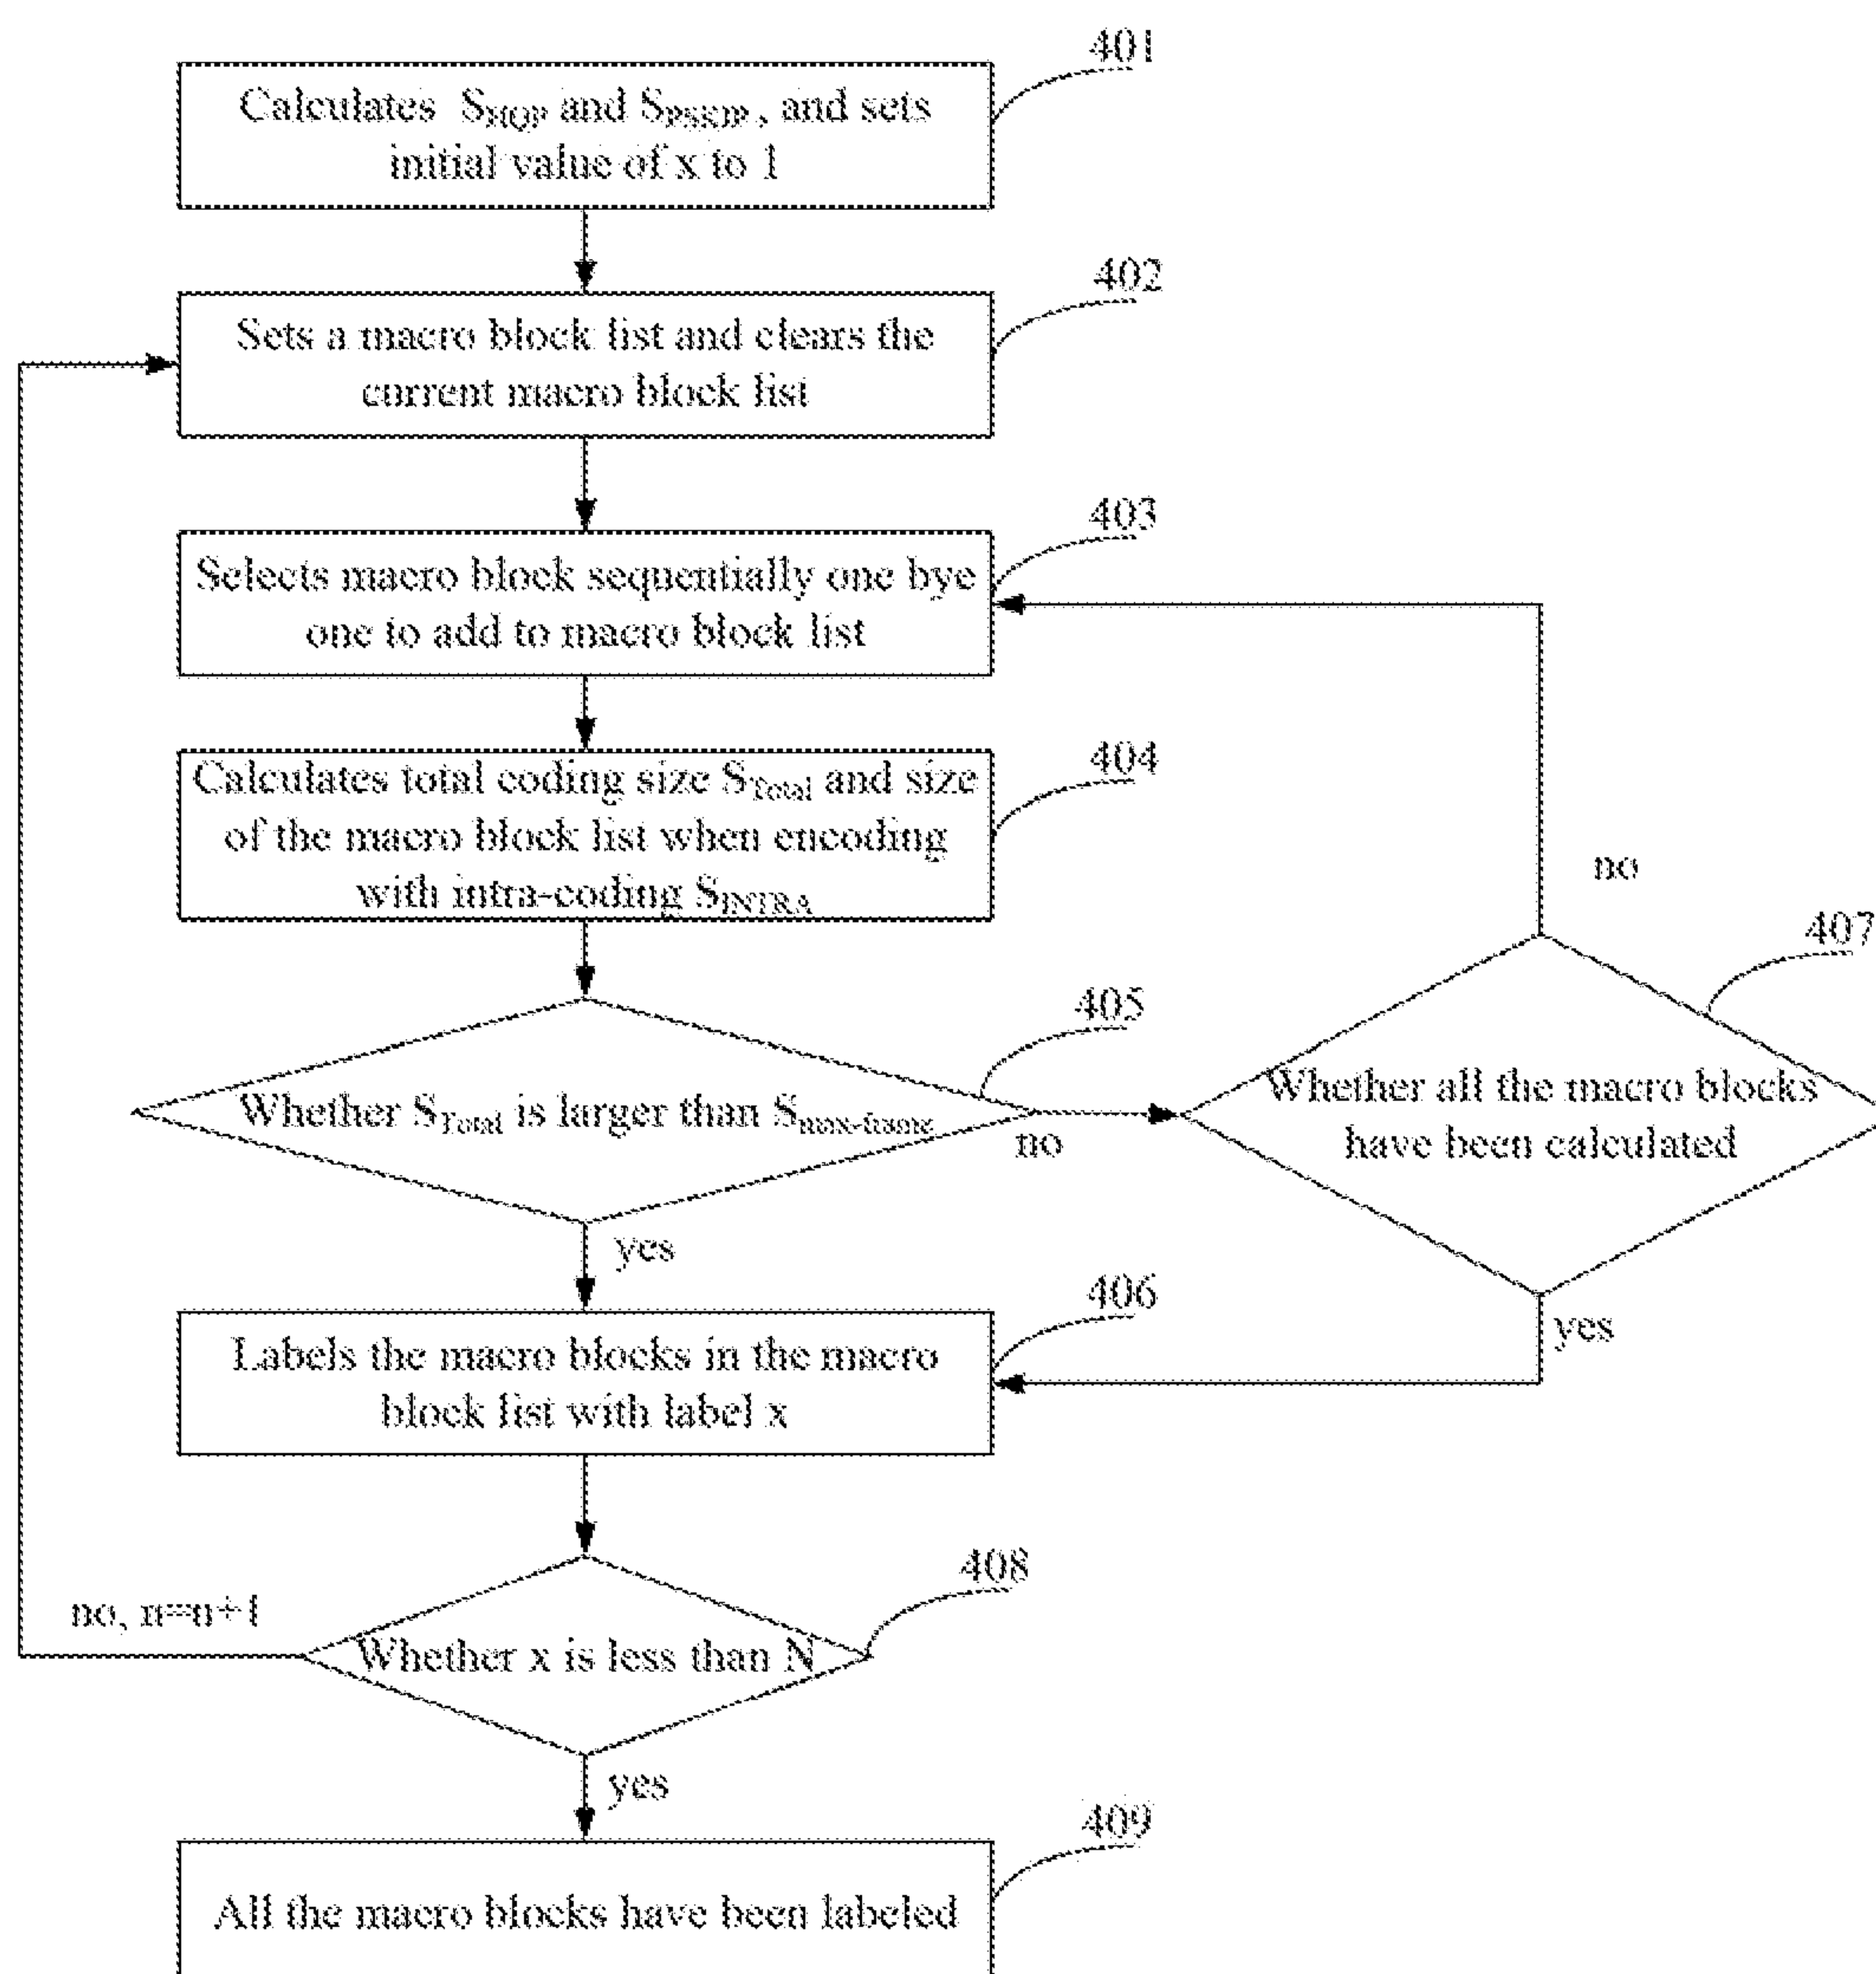 401
Calculates S_HQP and S_PSKIP, and sets
initial value of x to 1
402
Sets a macro block list and clears the
current macro block list
403
Selects macro block sequentially one bye
one to add to macro block list
404
Calculates total coding size S_Total and size
of the macro block list when encoding
with intra-coding S_INTRA
no
407
405
Whether S_Total is larger than S_max-frame
no
Whether all the macro blocks
have been calculated
yes
406
yes
Labels the macro blocks in the macro
block list with label x
408
no, n=n+1
Whether x is less than N
yes
409
All the macro blocks have been labeled